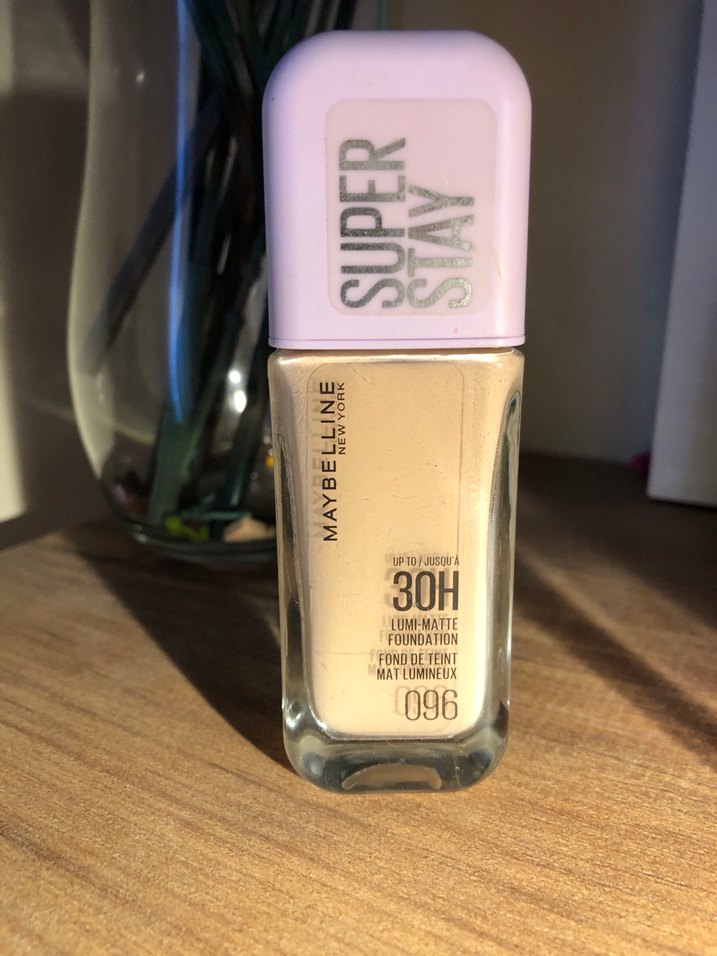 SUPER
STAY
MAYBELLINE
NEW YORK
UP TO / JUSQU'À
30H
LUMI-MATTE
FOUNDATION
FOND DE TEINT
MAT LUMINEUX
096